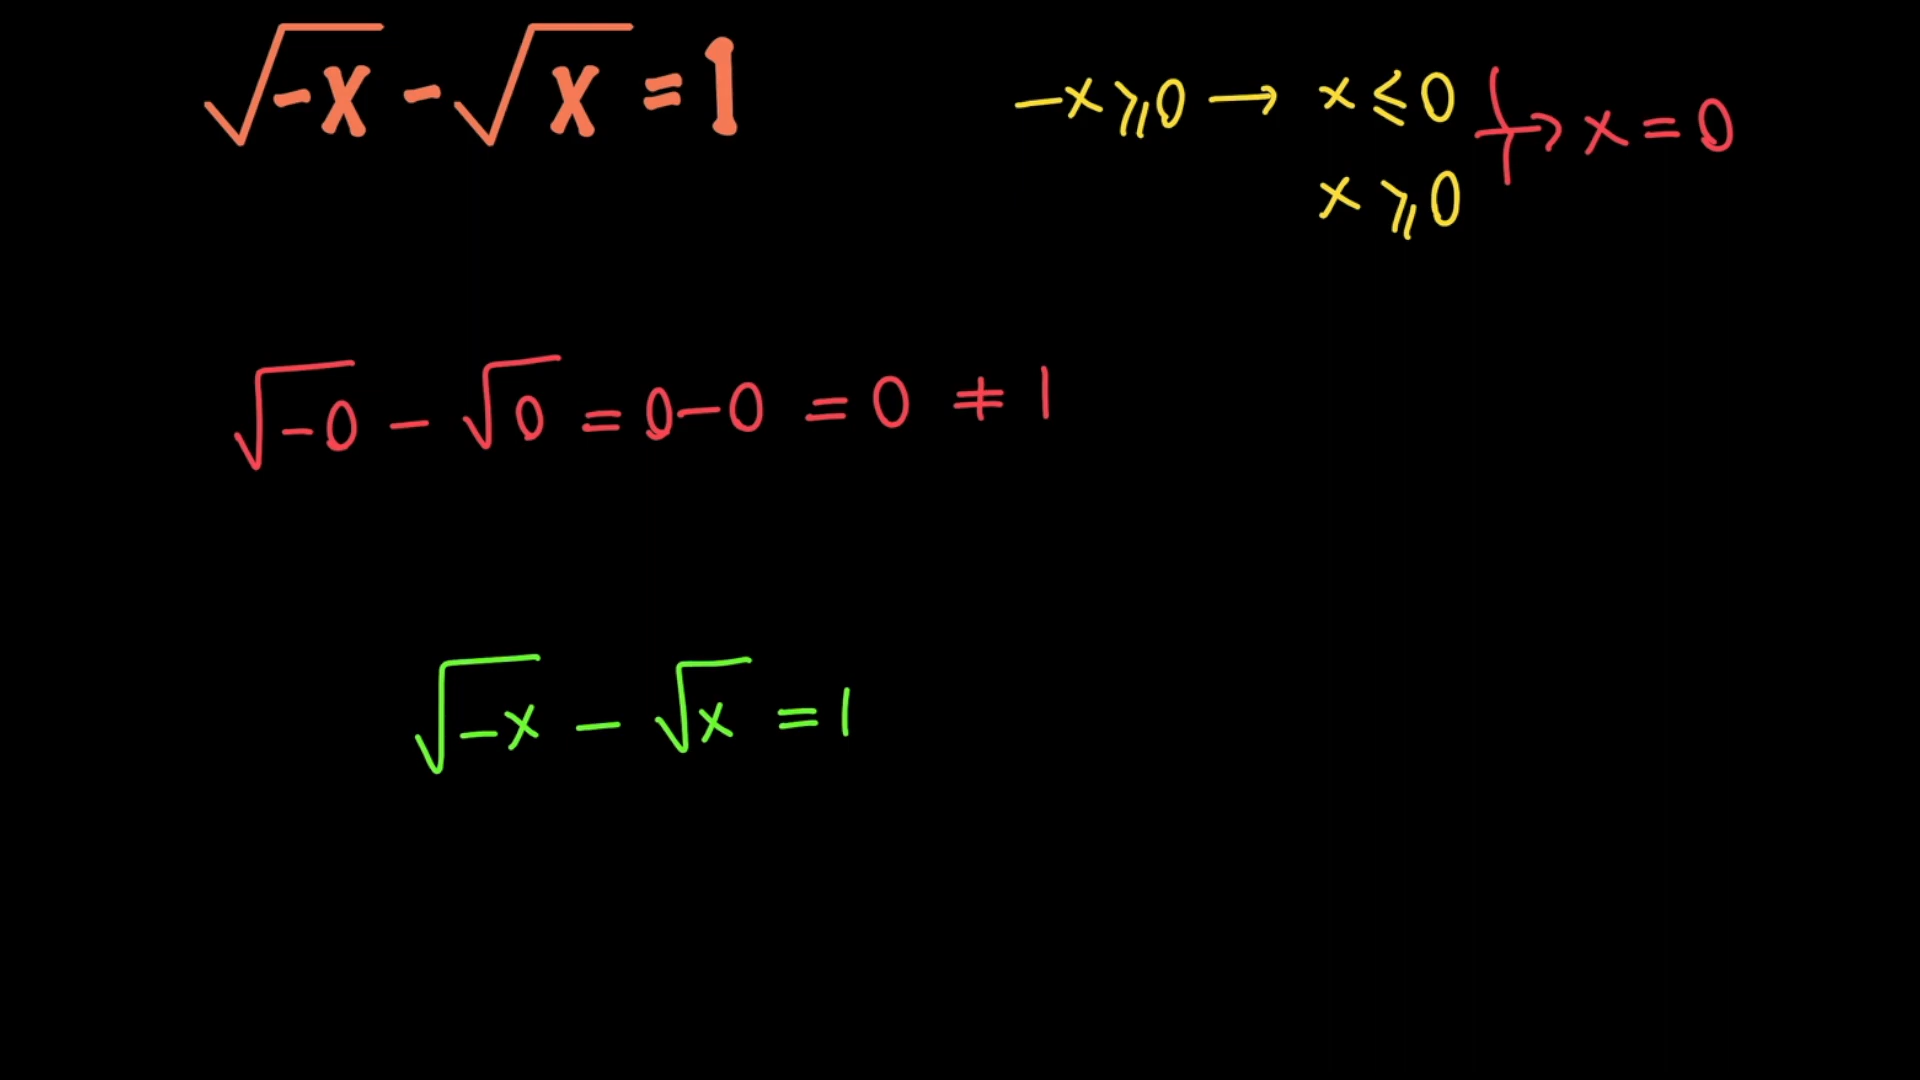 √-x - √x = 1
-x ⩾ 0 → x ⩽ 0
x ⩾ 0
→ x = 0
√-0 - √0 = 0-0 = 0 ≠ 1
√-x - √x = 1